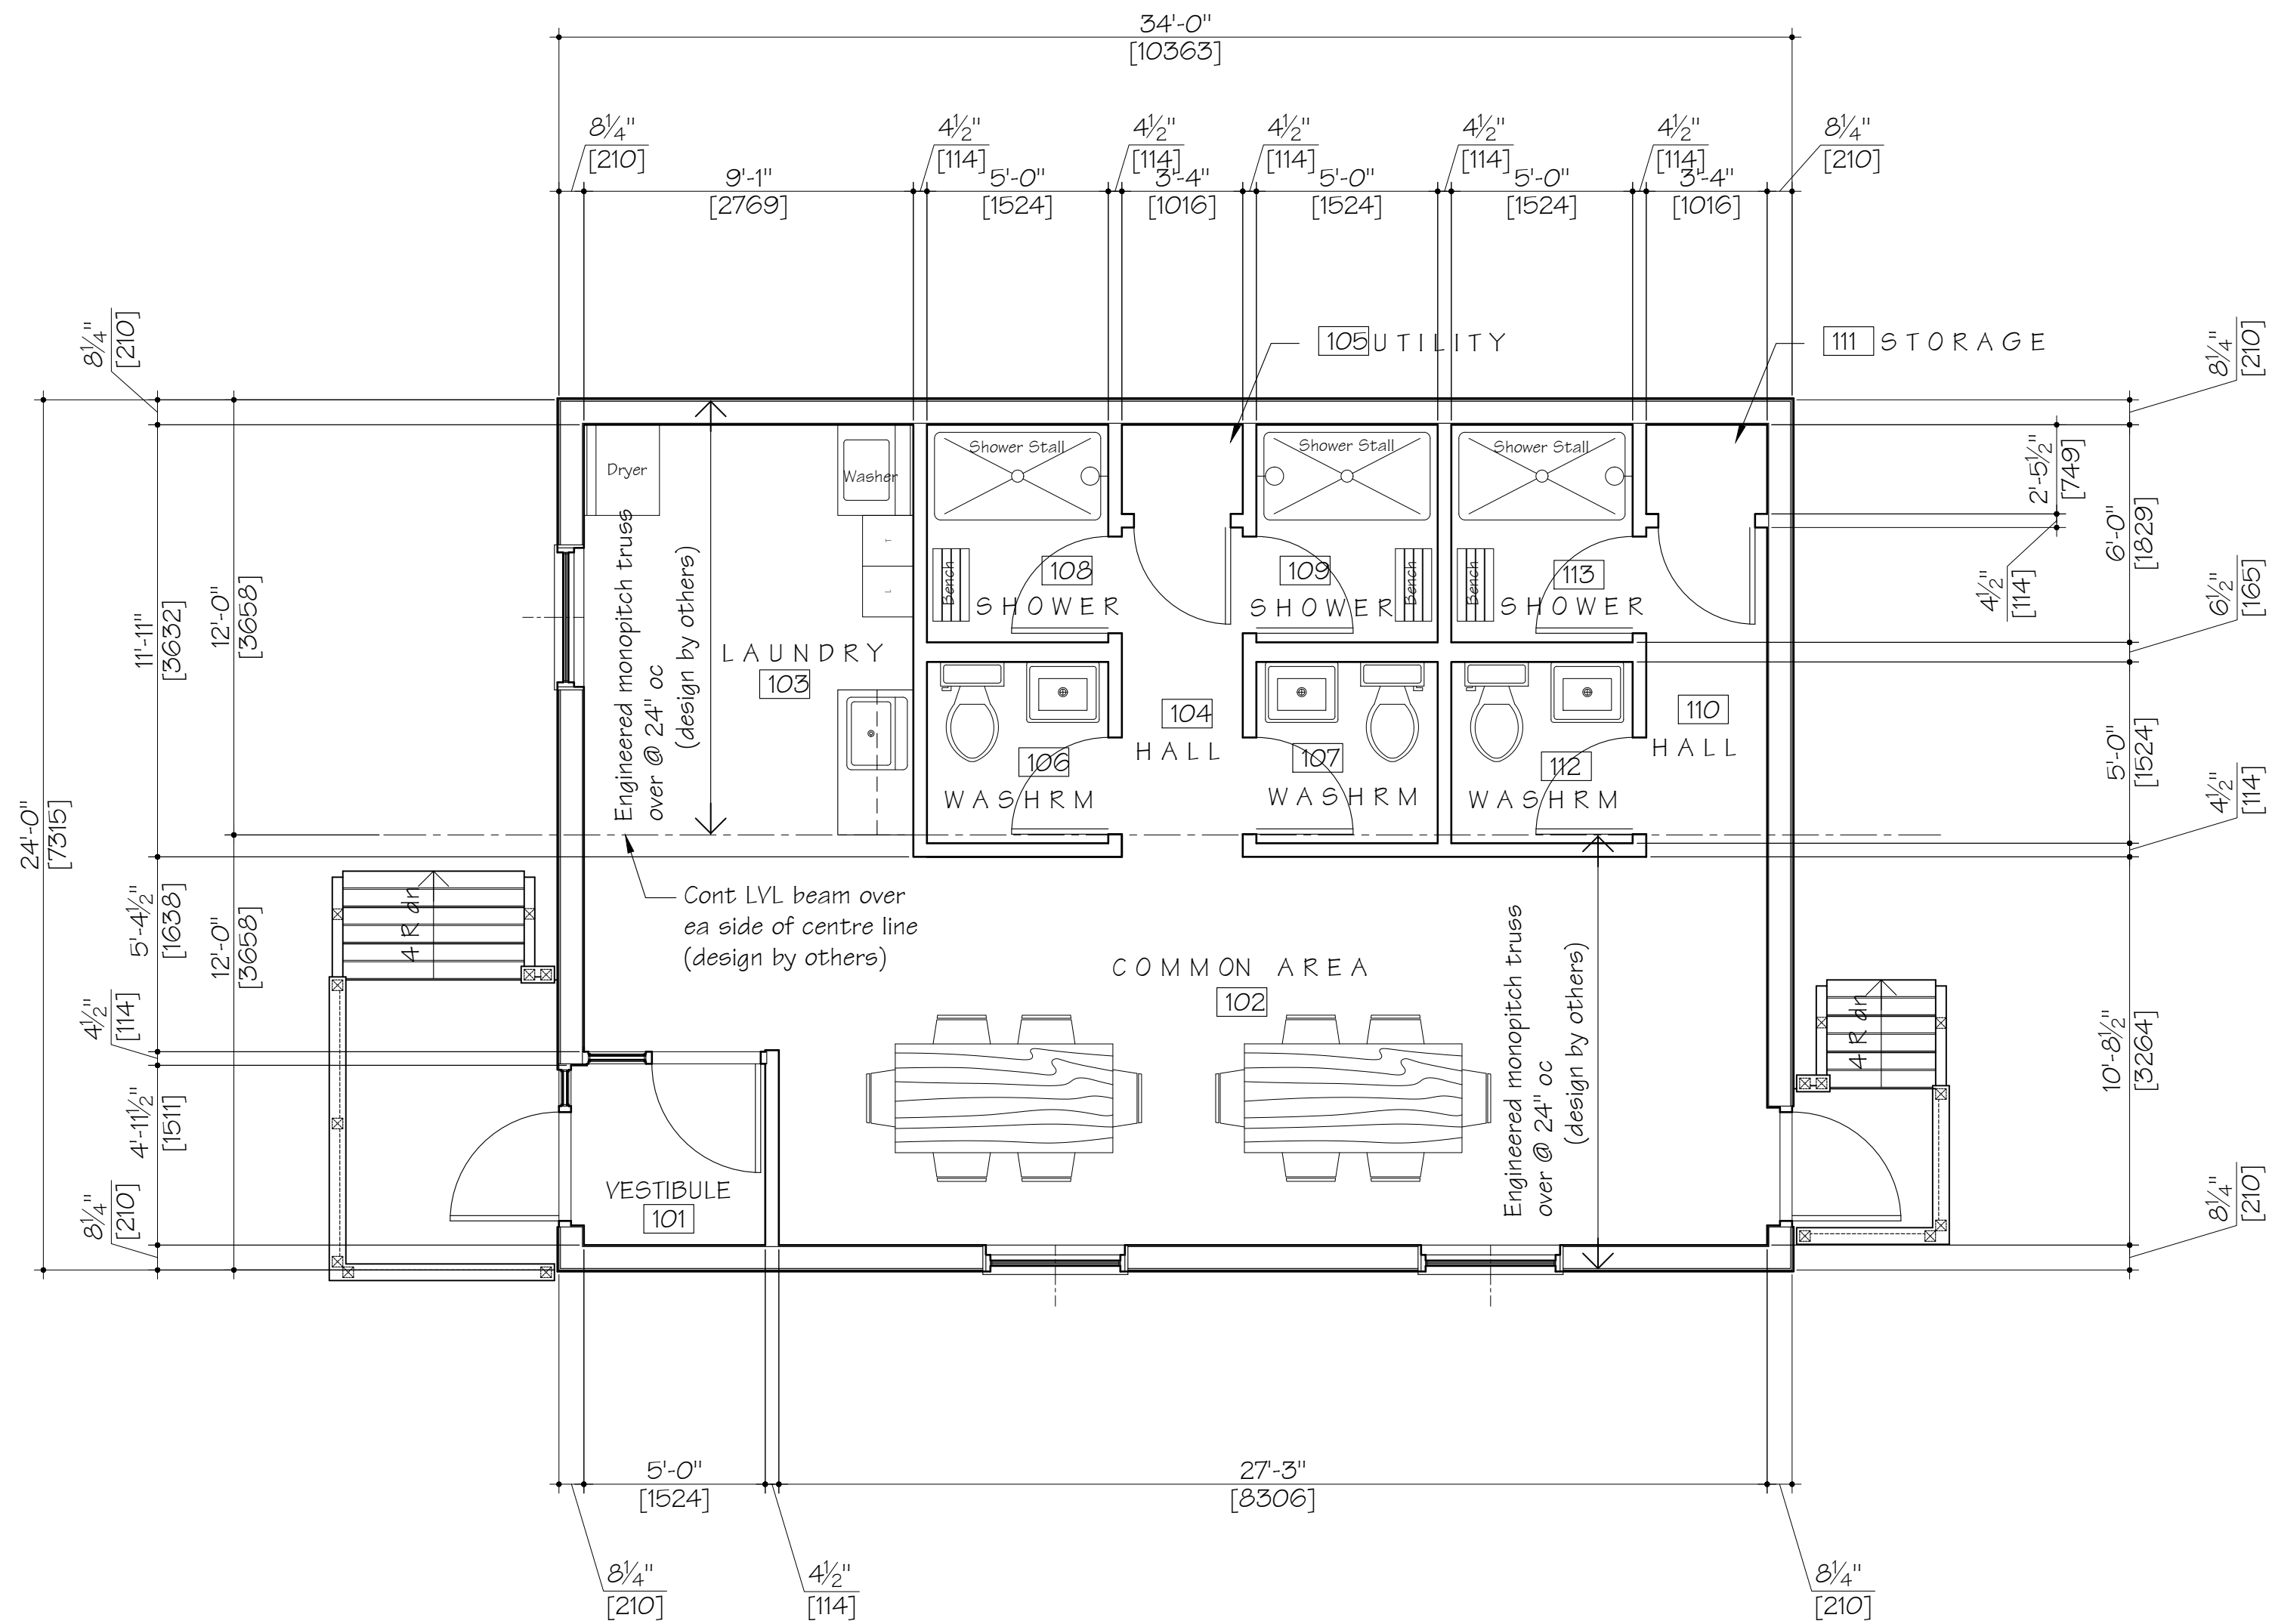 34'-0"
[10363]
8¼"
[210]
4½"
[114]
4½"
[114]
4½"
[114]
4½"
[114]
4½"
[114]
8¼"
[210]
9'-1"
[2769]
5'-0"
[1524]
3'-4"
[1016]
5'-0"
[1524]
5'-0"
[1524]
3'-4"
[1016]
105 UTILITY
111 STORAGE
8¼"
[210]
24'-0"
[7315]
11'-11"
[3632]
12'-0"
[3658]
5'-4½"
[1638]
12'-0"
[3658]
4½"
[114]
4'-11½"
[1511]
8¼"
[210]
Dryer
Washer
T
L
Shower Stall
Shower Stall
Shower Stall
Bench
108
SHOWER
109
SHOWER
Bench
Bench
113
SHOWER
Engineered monopitch truss
over @ 24" oc
(design by others)
LAUNDRY
103
106
WASHRM
104
HALL
107
WASHRM
112
WASHRM
110
HALL
Cont LVL beam over
ea side of centre line
(design by others)
4 R dn
COMMON AREA
102
Engineered monopitch truss
over @ 24" oc
(design by others)
4 R dn
VESTIBULE
101
8¼"
[210]
2'-5½"
[749]
6'-0"
[1829]
4½"
[114]
6½"
[165]
5'-0"
[1524]
4½"
[114]
10'-8½"
[3264]
8¼"
[210]
5'-0"
[1524]
27'-3"
[8306]
8¼"
[210]
4½"
[114]
8¼"
[210]